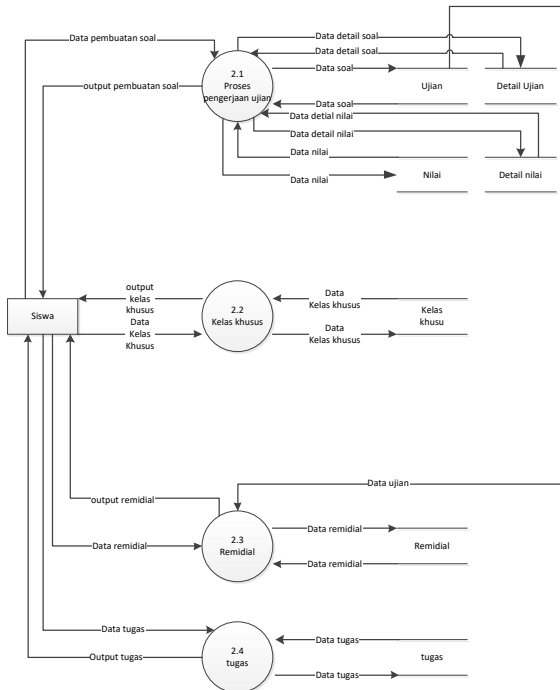 Data pembuatan soal
output pembuatan soal
2.1
Proses
pengerjaan ujian
Data detail soal
Data detail soal
Data soal
Ujian
Detail Ujian
Data soal
Data detial nilai
Data detail nilai
Data nilai
Data nilai
Nilai
Detail nilai
Siswa
output
kelas
khusus
Data
Kelas
Khusus
2.2
Kelas khusus
Data
Kelas khusus
Data
Kelas khusus
Kelas
khusu
Data ujian
output remidial
Data remidial
2.3
Remidial
Data remidial
Data remidial
Remidial
Data tugas
Output tugas
2.4
tugas
Data tugas
Data tugas
tugas